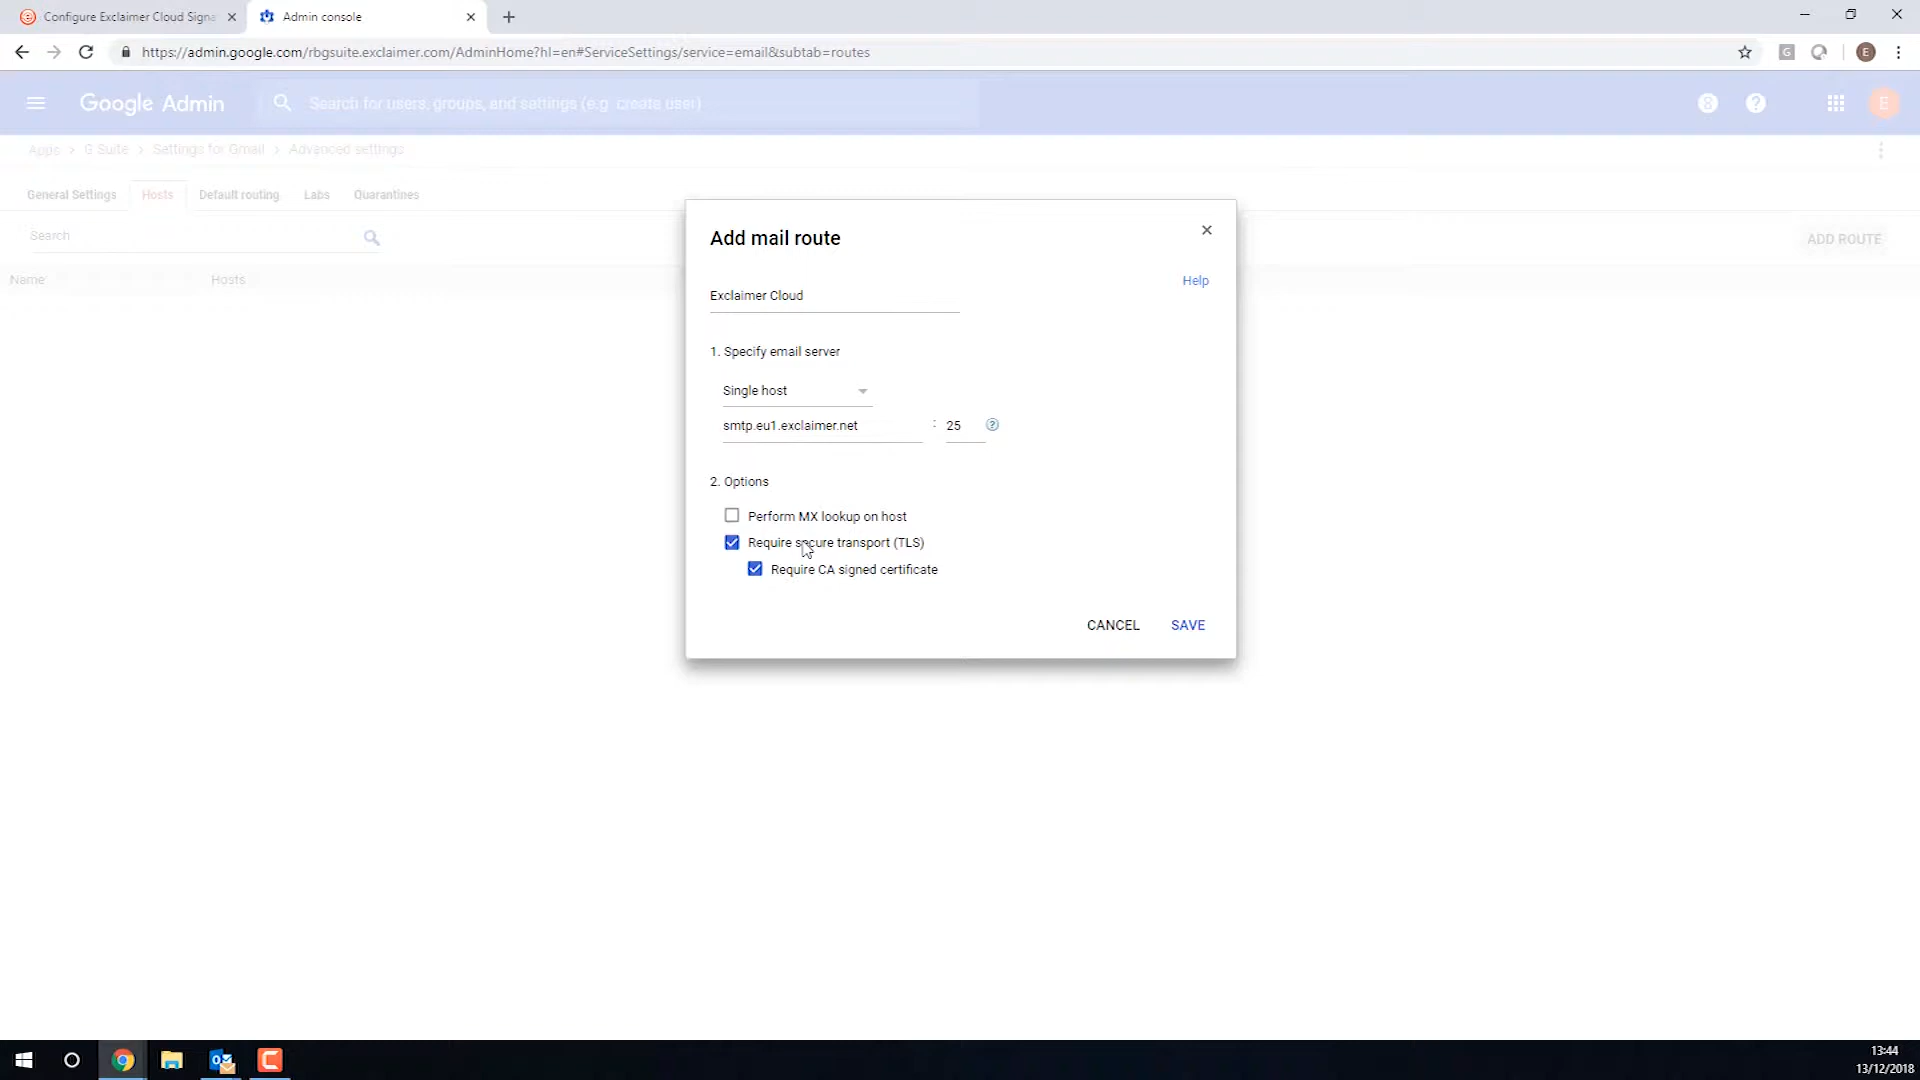 Configure Exclaimer Cloud Signa
Admin console
https://admin.google.com/rbgsuite.exclaimer.com/AdminHome?hl=en#ServiceSettings/service=email&subtab=routes
G
E
Google Admin
Search for users, groups, and settings (e.g. create user)
8
?
E
Apps > G Suite > Settings for Gmail > Advanced settings
General Settings
Hosts
Default routing
Labs
Quarantines
Search
ADD ROUTE
Name
Hosts
Add mail route
Help
Exclaimer Cloud
1. Specify email server
Single host
smtp.eu1.exclaimer.net : 25 ?
2. Options
Perform MX lookup on host
Require secure transport (TLS)
Require CA signed certificate
CANCEL
SAVE
13:44
13/12/2018